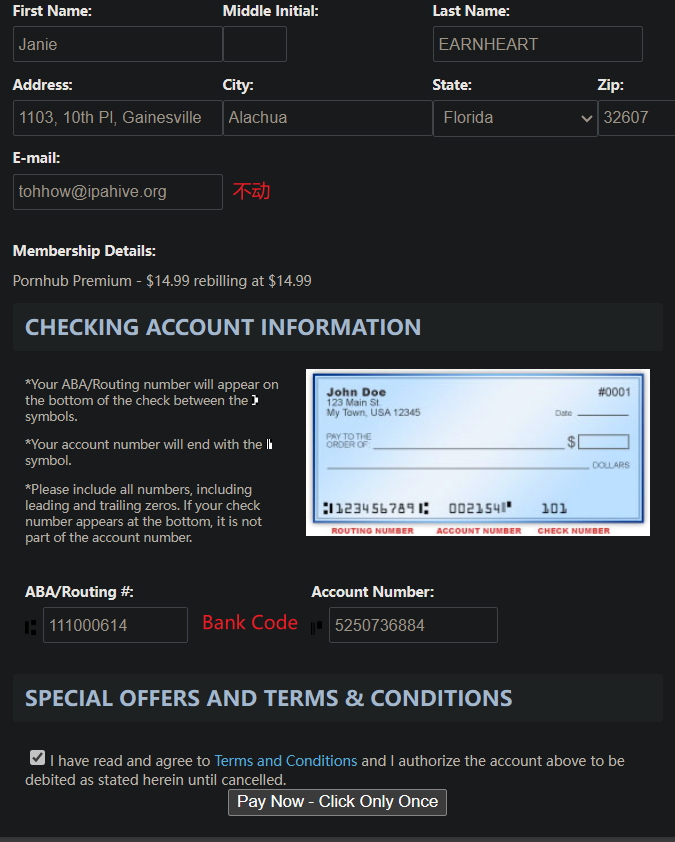 First Name: Middle Initial: Last Name:
Janie EARNHEART
Address: City: State: Zip:
1103, 10th Pl, Gainesville Alachua Florida 32607
E-mail:
tohhow@ipahive.org 不动
Membership Details:
Pornhub Premium - $14.99 rebilling at $14.99
CHECKING ACCOUNT INFORMATION
*Your ABA/Routing number will appear on
the bottom of the check between the
symbols.
*Your account number will end with the
symbol.
*Please include all numbers, including
leading and trailing zeros. If your check
number appears at the bottom, it is not
part of the account number.
John Doe #0001
123 Main St.
My Town, USA 12345
Date
PAY TO THE
ORDER OF: $
DOLLARS
⑆123456789⑆ 0021541⑈ 101
ROUTING NUMBER ACCOUNT NUMBER CHECK NUMBER
ABA/Routing #: Account Number:
111000614 Bank Code 5250736884
SPECIAL OFFERS AND TERMS & CONDITIONS
I have read and agree to Terms and Conditions and I authorize the account above to be
debited as stated herein until cancelled.
Pay Now - Click Only Once